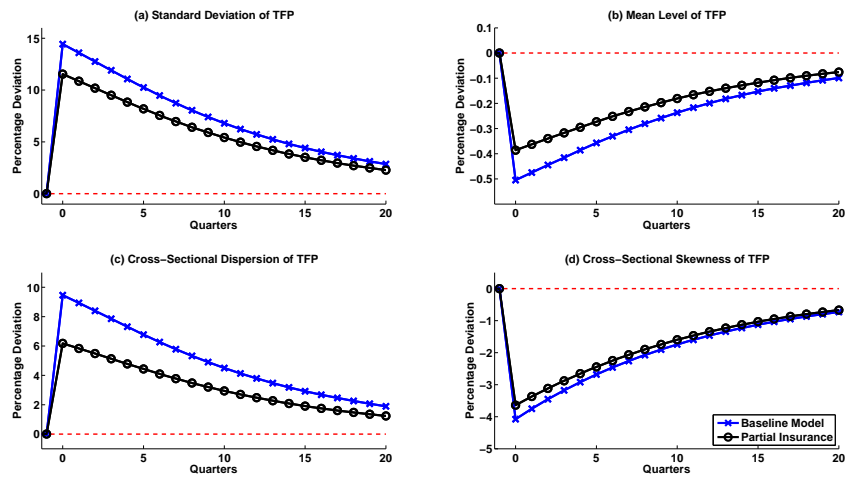 (a) Standard Deviation of TFP
Percentage Deviation
15
10
5
0
0 5 10 15 20
Quarters
(b) Mean Level of TFP
Percentage Deviation
0.1
0
−0.1
−0.2
−0.3
−0.4
−0.5
0 5 10 15 20
Quarters
(c) Cross−Sectional Dispersion of TFP
Percentage Deviation
10
8
6
4
2
0
0 5 10 15 20
Quarters
(d) Cross−Sectional Skewness of TFP
Percentage Deviation
0
−1
−2
−3
−4
−5
0 5 10 15 20
Quarters
Baseline Model
Partial Insurance